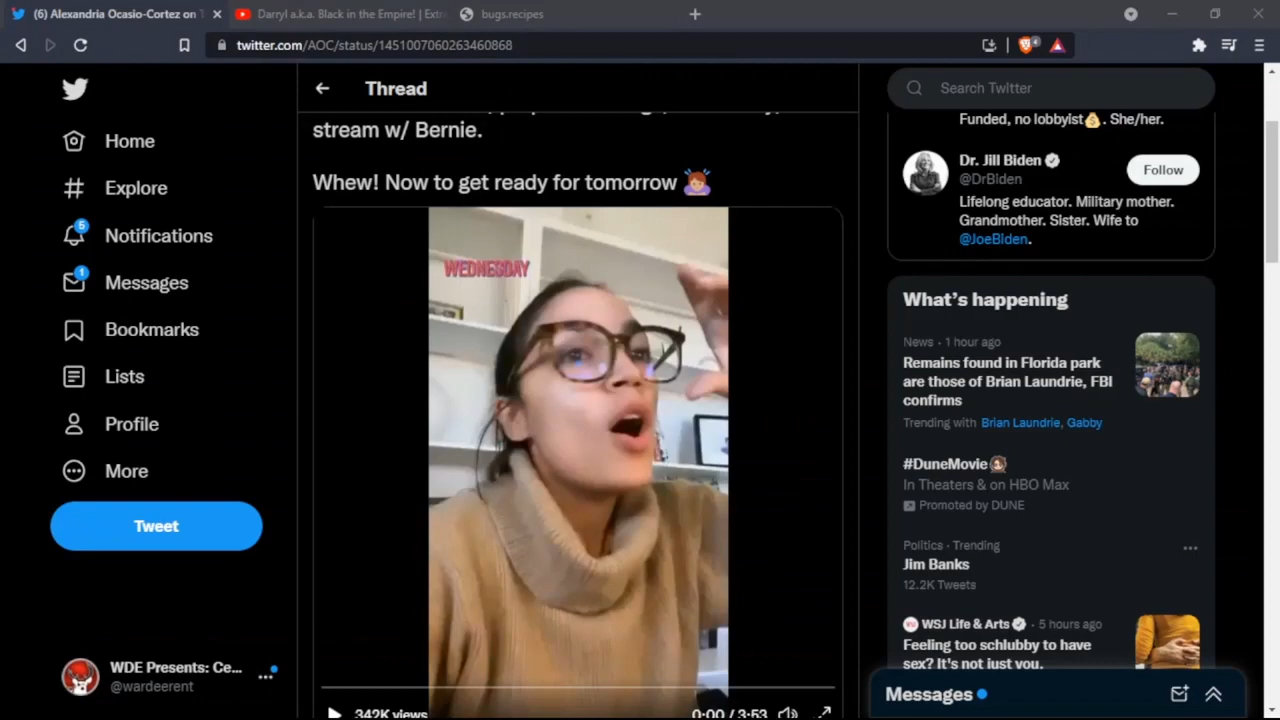 (6) Alexandria Ocasio-Cortez on T
Darryl a.k.a. Black in the Empire! | Extr
bugs.recipes
twitter.com/AOC/status/1451007060263460868
4
Home
Explore
5
Notifications
1
Messages
Bookmarks
Lists
Profile
More
Tweet
WDE Presents: Ce...
@wardeerent
Thread
stream w/ Bernie.
Whew! Now to get ready for tomorrow 🙇🏽‍♀️
WEDNESDAY
342K views
0:00 / 3:53
Search Twitter
Funded, no lobbyist💰. She/her.
Dr. Jill Biden
@DrBiden
Follow
Lifelong educator. Military mother.
Grandmother. Sister. Wife to
@JoeBiden.
What's happening
News · 1 hour ago
Remains found in Florida park
are those of Brian Laundrie, FBI
confirms
Trending with Brian Laundrie, Gabby
#DuneMovie
In Theaters & on HBO Max
Promoted by DUNE
Politics · Trending
Jim Banks
12.2K Tweets
WSJ Life & Arts · 5 hours ago
Feeling too schlubby to have
sex? It's not just you.
Messages